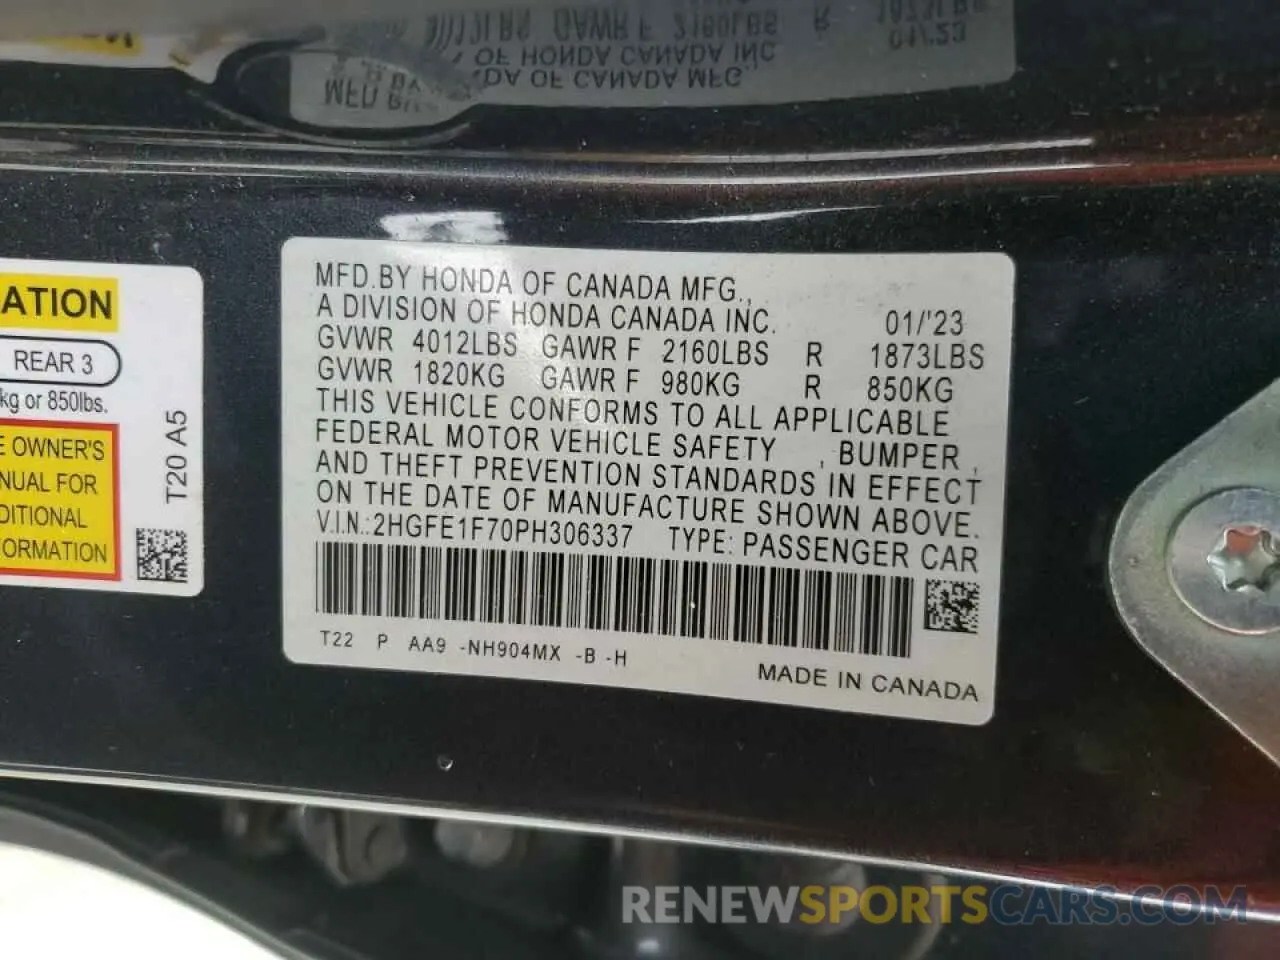 MFD.BY HONDA OF CANADA MFG.,
A DIVISION OF HONDA CANADA INC. 01/'23
GVWR 4012LBS GAWR F 2160LBS R 1873LBS
GVWR 1820KG GAWR F 980KG R 850KG
THIS VEHICLE CONFORMS TO ALL APPLICABLE
FEDERAL MOTOR VEHICLE SAFETY , BUMPER ,
AND THEFT PREVENTION STANDARDS IN EFFECT
ON THE DATE OF MANUFACTURE SHOWN ABOVE.
V.I.N.:2HGFE1F70PH306337 TYPE: PASSENGER CAR
T22 P AA9 -NH904MX -B -H
MADE IN CANADA
ATION
REAR 3
kg or 850lbs.
E OWNER'S
NUAL FOR
DITIONAL
FORMATION
T20 A5
RENEWSPORTSCARS.COM